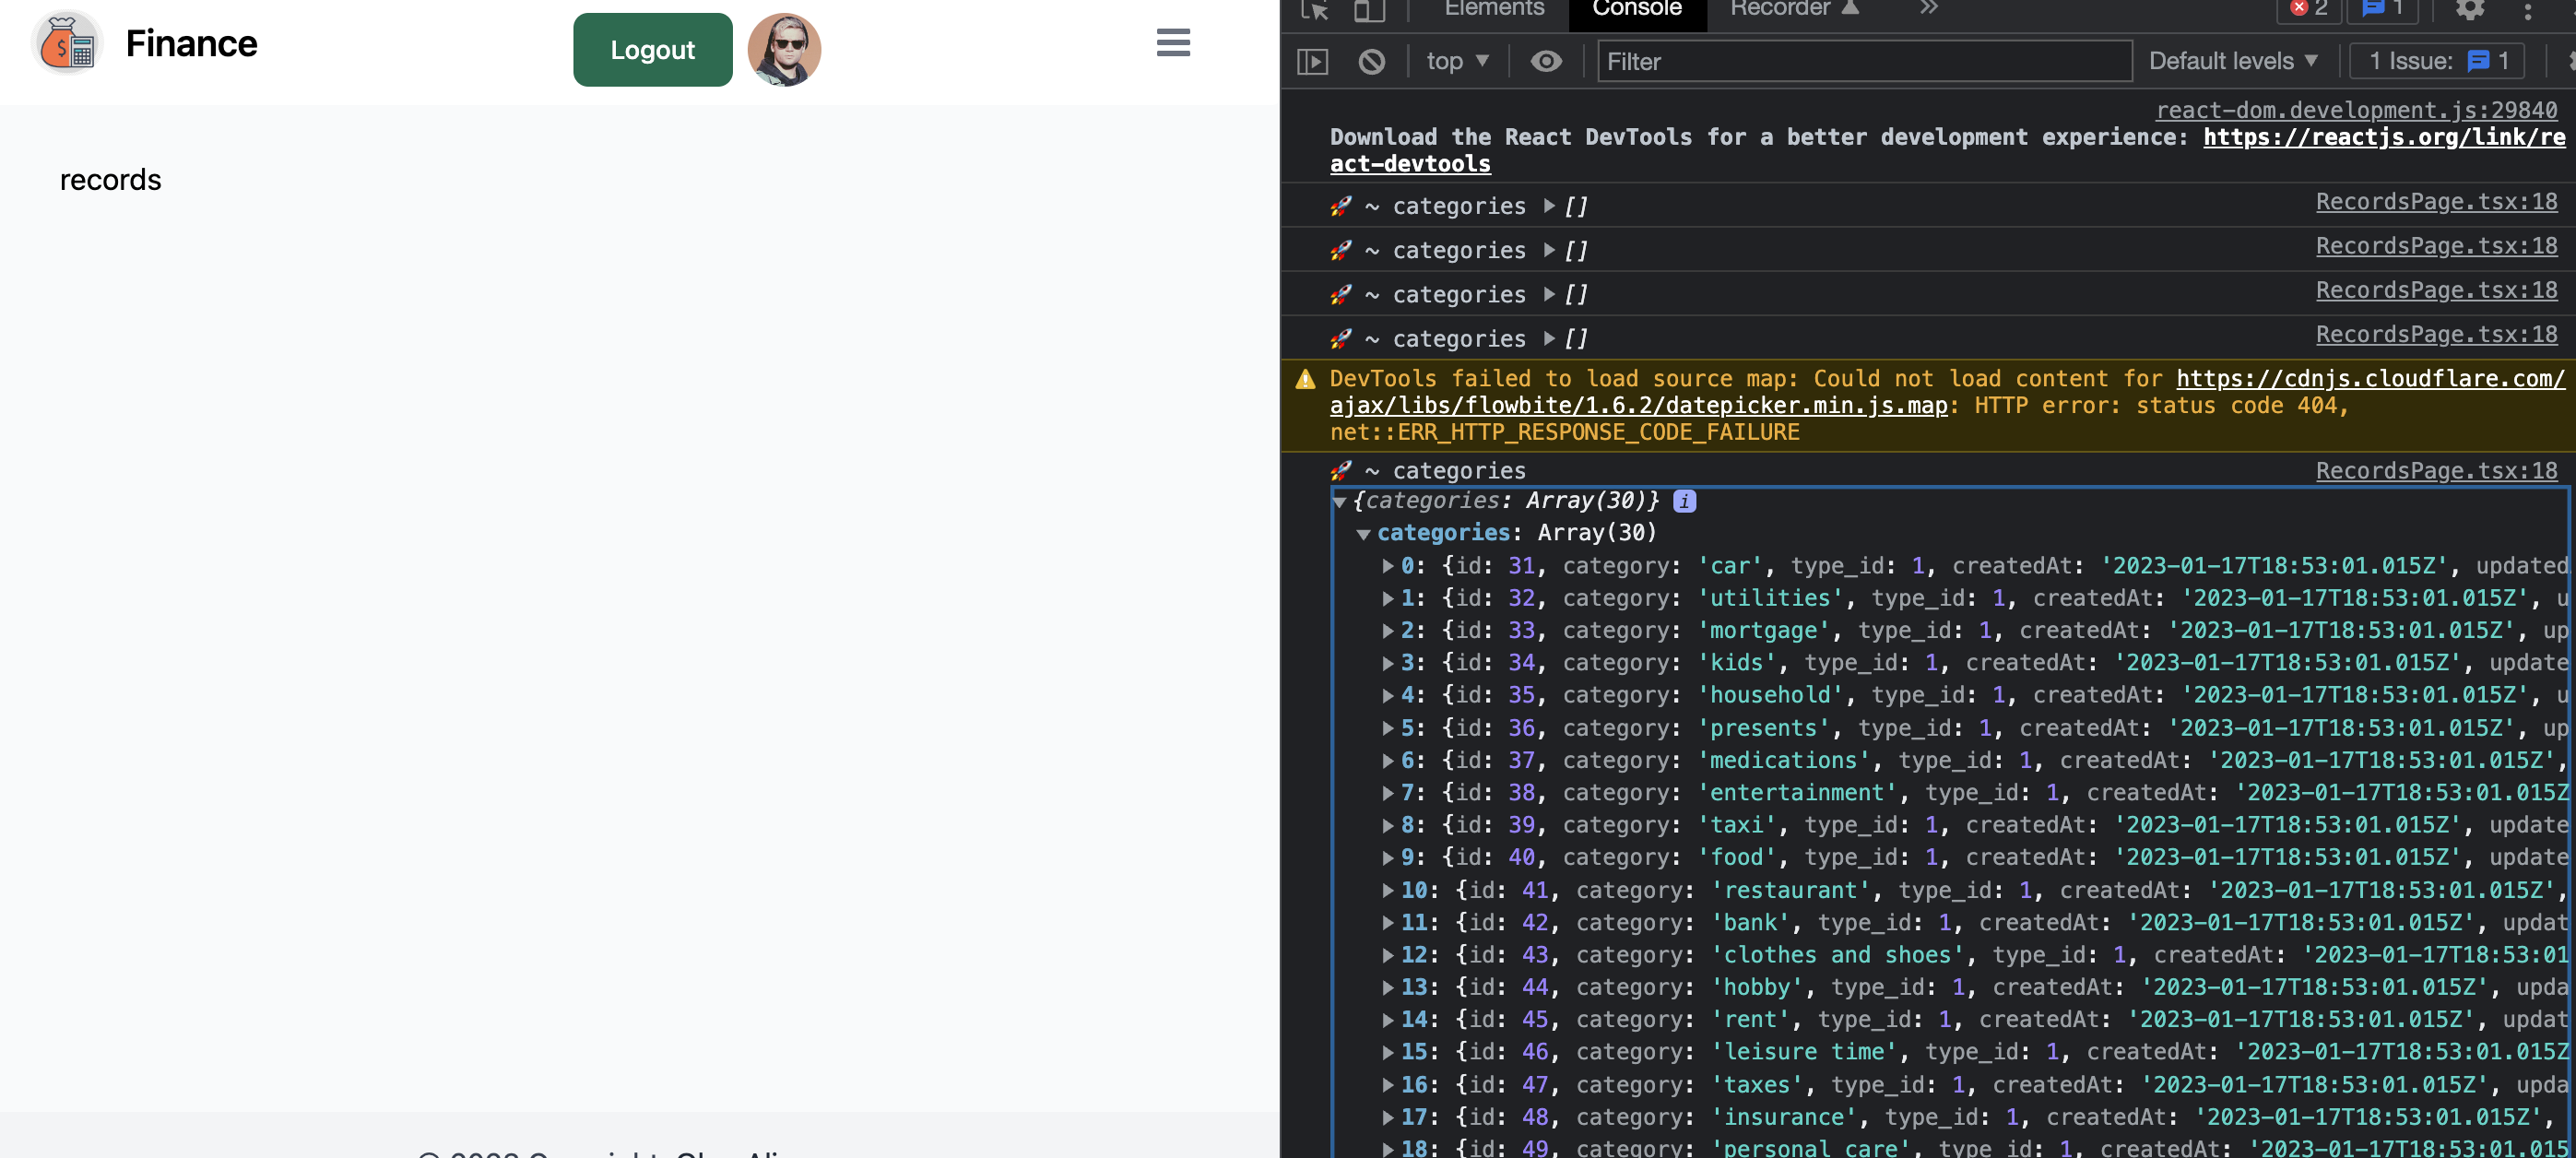 Finance
Logout
records
Elements Console Recorder
2 1
top Filter Default levels 1 Issue: 1
react-dom.development.js:29840
Download the React DevTools for a better development experience: https://reactjs.org/link/re
act-devtools
🚀 ~ categories ▶ [] RecordsPage.tsx:18
🚀 ~ categories ▶ [] RecordsPage.tsx:18
🚀 ~ categories ▶ [] RecordsPage.tsx:18
🚀 ~ categories ▶ [] RecordsPage.tsx:18
DevTools failed to load source map: Could not load content for https://cdnjs.cloudflare.com/
ajax/libs/flowbite/1.6.2/datepicker.min.js.map: HTTP error: status code 404,
net::ERR_HTTP_RESPONSE_CODE_FAILURE
🚀 ~ categories RecordsPage.tsx:18
▼ {categories: Array(30)} i
▼ categories: Array(30)
▶ 0: {id: 31, category: 'car', type_id: 1, createdAt: '2023-01-17T18:53:01.015Z', updated
▶ 1: {id: 32, category: 'utilities', type_id: 1, createdAt: '2023-01-17T18:53:01.015Z', u
▶ 2: {id: 33, category: 'mortgage', type_id: 1, createdAt: '2023-01-17T18:53:01.015Z', up
▶ 3: {id: 34, category: 'kids', type_id: 1, createdAt: '2023-01-17T18:53:01.015Z', update
▶ 4: {id: 35, category: 'household', type_id: 1, createdAt: '2023-01-17T18:53:01.015Z', u
▶ 5: {id: 36, category: 'presents', type_id: 1, createdAt: '2023-01-17T18:53:01.015Z', up
▶ 6: {id: 37, category: 'medications', type_id: 1, createdAt: '2023-01-17T18:53:01.015Z',
▶ 7: {id: 38, category: 'entertainment', type_id: 1, createdAt: '2023-01-17T18:53:01.015Z
▶ 8: {id: 39, category: 'taxi', type_id: 1, createdAt: '2023-01-17T18:53:01.015Z', update
▶ 9: {id: 40, category: 'food', type_id: 1, createdAt: '2023-01-17T18:53:01.015Z', update
▶ 10: {id: 41, category: 'restaurant', type_id: 1, createdAt: '2023-01-17T18:53:01.015Z',
▶ 11: {id: 42, category: 'bank', type_id: 1, createdAt: '2023-01-17T18:53:01.015Z', updat
▶ 12: {id: 43, category: 'clothes and shoes', type_id: 1, createdAt: '2023-01-17T18:53:01
▶ 13: {id: 44, category: 'hobby', type_id: 1, createdAt: '2023-01-17T18:53:01.015Z', upda
▶ 14: {id: 45, category: 'rent', type_id: 1, createdAt: '2023-01-17T18:53:01.015Z', updat
▶ 15: {id: 46, category: 'leisure time', type_id: 1, createdAt: '2023-01-17T18:53:01.015Z
▶ 16: {id: 47, category: 'taxes', type_id: 1, createdAt: '2023-01-17T18:53:01.015Z', upda
▶ 17: {id: 48, category: 'insurance', type_id: 1, createdAt: '2023-01-17T18:53:01.015Z',
▶ 18: {id: 49, category: 'personal care', type_id: 1, createdAt: '2023-01-17T18:53:01.015